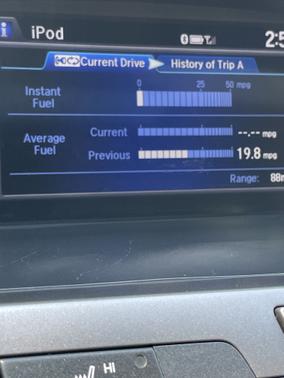 i iPod 2:5
Current Drive History of Trip A
0 25 50 mpg
Instant
Fuel
Average
Fuel
Current --.-- mpg
Previous 19.8 mpg
Range: 88m
HI